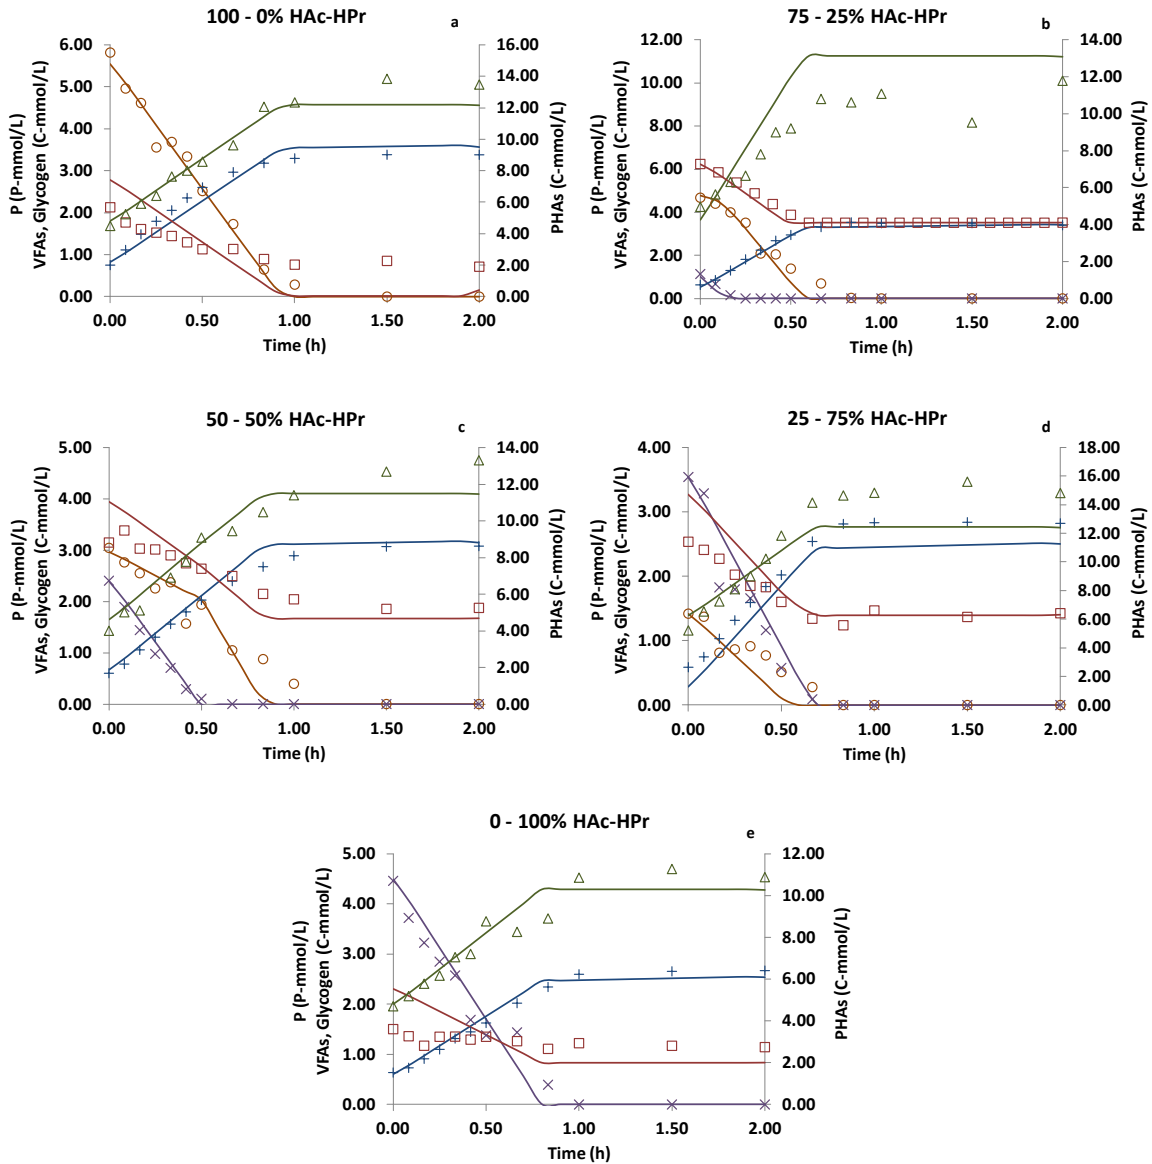 100 - 0% HAc-HPr
a
P (P-mmol/L)
VFAs, Glycogen (C-mmol/L)
6.00
5.00
4.00
3.00
2.00
1.00
0.00
16.00
14.00
12.00
10.00
8.00
6.00
4.00
2.00
0.00
PHAs (C-mmol/L)
0.00 0.50 1.00 1.50 2.00
Time (h)
75 - 25% HAc-HPr
b
P (P-mmol/L)
VFAs, Glycogen (C-mmol/L)
12.00
10.00
8.00
6.00
4.00
2.00
0.00
14.00
12.00
10.00
8.00
6.00
4.00
2.00
0.00
PHAs (C-mmol/L)
0.00 0.50 1.00 1.50 2.00
Time (h)
50 - 50% HAc-HPr
c
P (P-mmol/L)
VFAs, Glycogen (C-mmol/L)
5.00
4.00
3.00
2.00
1.00
0.00
14.00
12.00
10.00
8.00
6.00
4.00
2.00
0.00
PHAs (C-mmol/L)
0.00 0.50 1.00 1.50 2.00
Time (h)
25 - 75% HAc-HPr
d
P (P-mmol/L)
VFAs, Glycogen (C-mmol/L)
4.00
3.00
2.00
1.00
0.00
18.00
16.00
14.00
12.00
10.00
8.00
6.00
4.00
2.00
0.00
PHAs (C-mmol/L)
0.00 0.50 1.00 1.50 2.00
Time (h)
0 - 100% HAc-HPr
e
P (P-mmol/L)
VFAs, Glycogen (C-mmol/L)
5.00
4.00
3.00
2.00
1.00
0.00
12.00
10.00
8.00
6.00
4.00
2.00
0.00
PHAs (C-mmol/L)
0.00 0.50 1.00 1.50 2.00
Time (h)